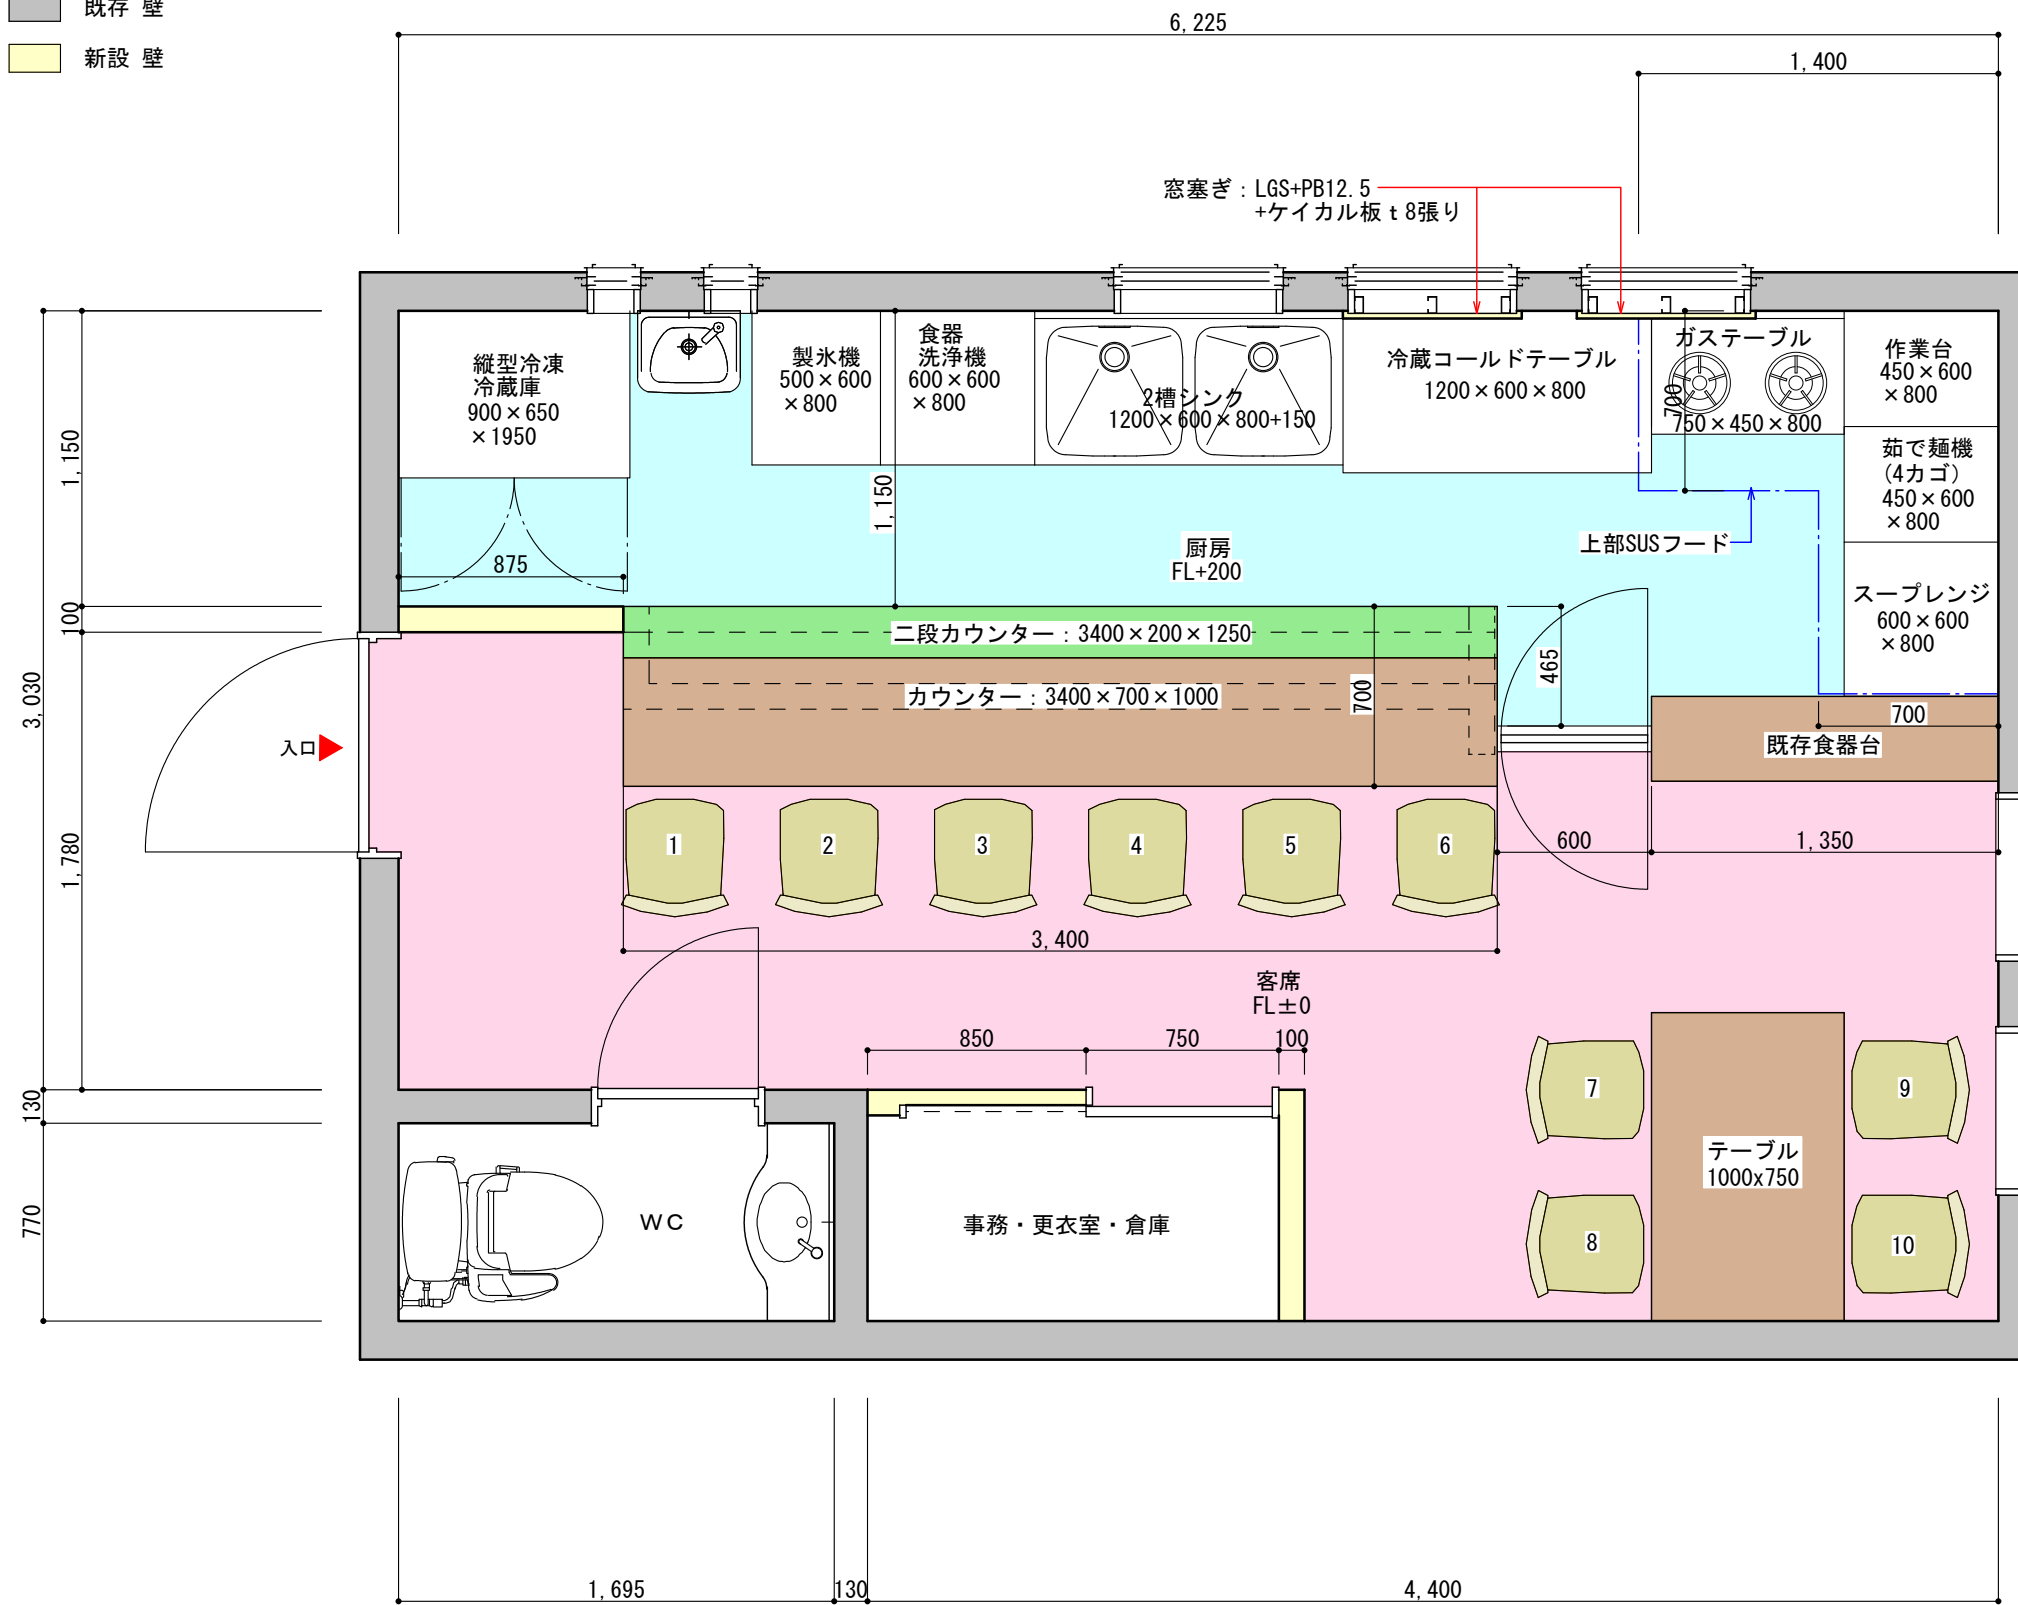 既存 壁
新設 壁
6,225
1,400
窓塞ぎ：LGS+PB12.5
+ケイカル板ｔ8張り
縦型冷凍
冷蔵庫
900×650
×1950
製氷機
500×600
×800
食器
洗浄機
600×600
×800
2槽シンク
1200×600×800+150
冷蔵コールドテーブル
1200×600×800
ガステーブル
750×450×800
700
作業台
450×600
×800
茹で麺機
(4カゴ)
450×600
×800
スープレンジ
600×600
×800
上部SUSフード
厨房
FL+200
1,150
875
1,150
100
3,030
1,780
130
770
二段カウンター：3400×200×1250
カウンター：3400×700×1000
700
465
700
既存食器台
入口
1
2
3
4
5
6
600
1,350
3,400
客席
FL±0
850
750
100
7
8
9
10
テーブル
1000x750
WC
事務・更衣室・倉庫
1,695
130
4,400